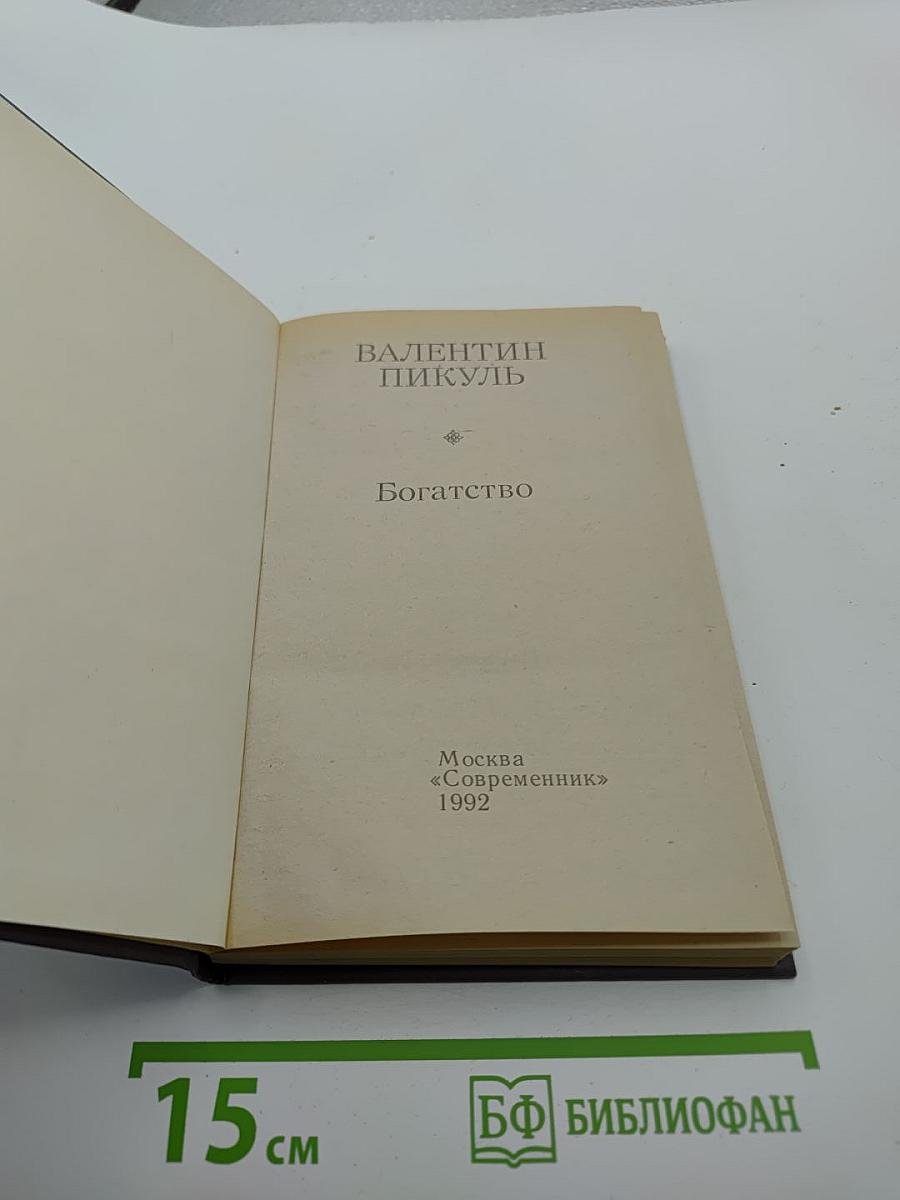 ВАЛЕНТИН
ПИКУЛЬ
Богатство
Москва
«Современник»
1992
15 см
БФ БИБЛИОФАН